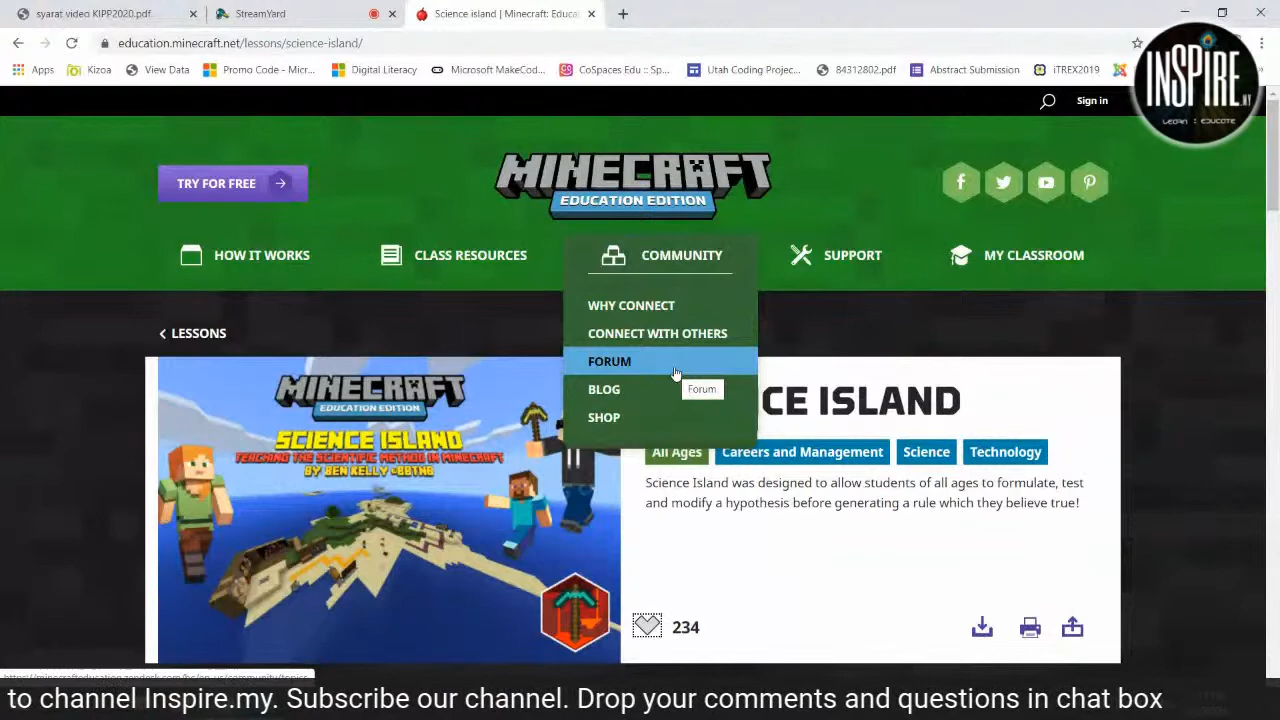 syarat video KIPP2020.pdf
StreamYard
Science island | Minecraft: Educa
education.minecraft.net/lessons/science-island/
Apps
Kizoa
View Data
Promo Code - Micr...
Digital Literacy
Microsoft MakeCod...
CoSpaces Edu :: Sp...
Utah Coding Projec...
84312802.pdf
Abstract Submission
iTREX2019
INSPIRE.MY
LEARN : EDUCATE
Sign in
TRY FOR FREE
MINECRAFT
EDUCATION EDITION
HOW IT WORKS
CLASS RESOURCES
COMMUNITY
SUPPORT
MY CLASSROOM
WHY CONNECT
CONNECT WITH OTHERS
FORUM
Forum
BLOG
SHOP
LESSONS
MINECRAFT
EDUCATION EDITION
SCIENCE ISLAND
TEACHING THE SCIENTIFIC METHOD IN MINECRAFT
BY BEN KELLY @BBTNB
CE ISLAND
All Ages
Careers and Management
Science
Technology
Science Island was designed to allow students of all ages to formulate, test
and modify a hypothesis before generating a rule which they believe true!
234
to channel Inspire.my. Subscribe our channel. Drop your comments and questions in chat box